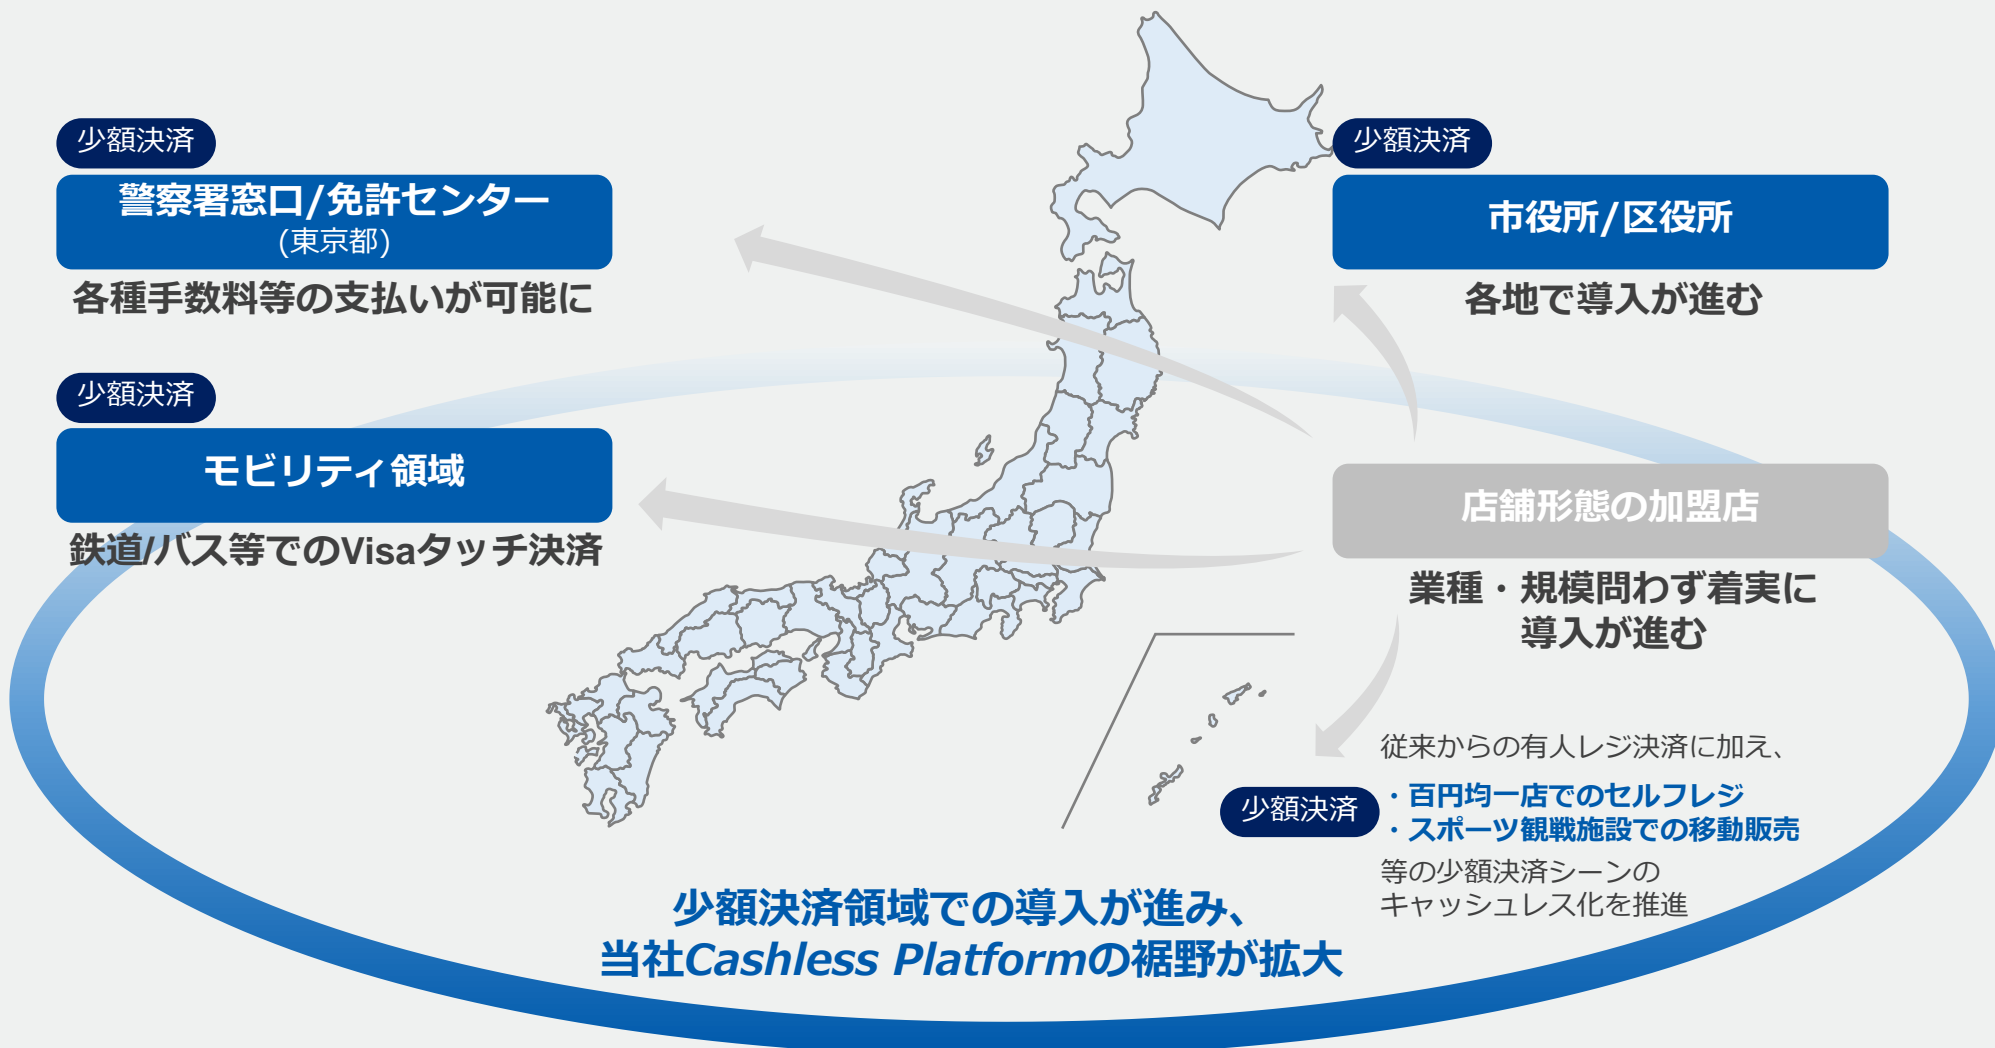 少額決済
警察署窓口/免許センター
(東京都)
各種手数料等の支払いが可能に
少額決済
市役所/区役所
各地で導入が進む
少額決済
モビリティ領域
鉄道/バス等でのVisaタッチ決済
店舗形態の加盟店
業種・規模問わず着実に
導入が進む
従来からの有人レジ決済に加え、
少額決済
・百円均一店でのセルフレジ
・スポーツ観戦施設での移動販売
等の少額決済シーンの
キャッシュレス化を推進
少額決済領域での導入が進み、
当社Cashless Platformの裾野が拡大